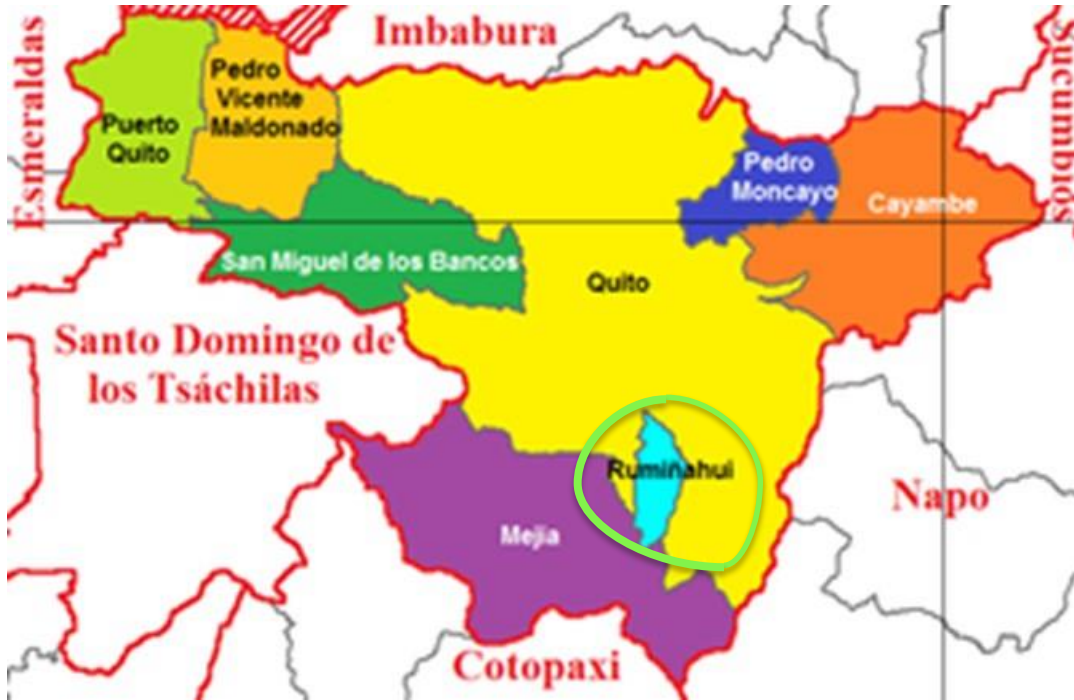 Imbabura
Esmeraldas
Sucumbíos
Pedro
Vicente
Maldonado
Puerto
Quito
Pedro
Moncayo
Cayambe
San Miguel de los Bancos
Quito
Santo Domingo de
los Tsáchilas
Rumiñahui
Napo
Mejia
Cotopaxi